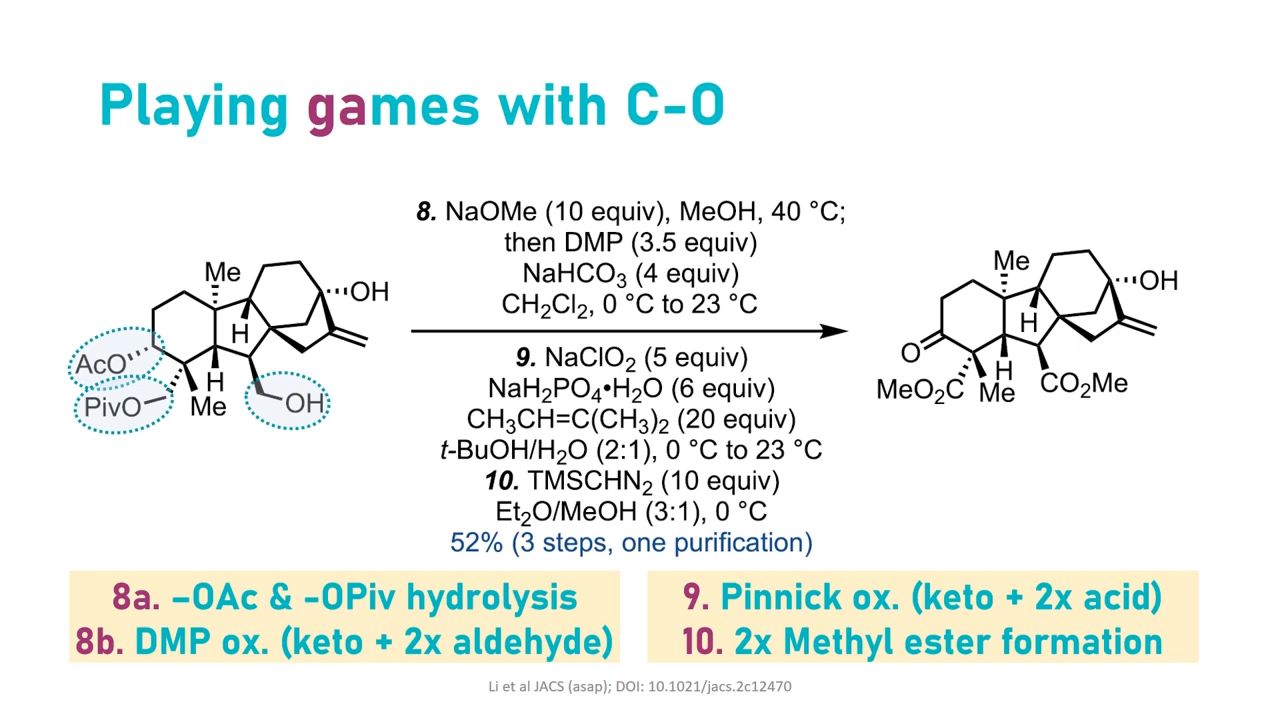 Playing games with C-O
8. NaOMe (10 equiv), MeOH, 40 °C;
then DMP (3.5 equiv)
NaHCO₃ (4 equiv)
CH₂Cl₂, 0 °C to 23 °C
9. NaClO₂ (5 equiv)
NaH₂PO₄•H₂O (6 equiv)
CH₃CH=C(CH₃)₂ (20 equiv)
t-BuOH/H₂O (2:1), 0 °C to 23 °C
10. TMSCHN₂ (10 equiv)
Et₂O/MeOH (3:1), 0 °C
52% (3 steps, one purification)
Me
OH
H
AcO
H
PivO
Me
OH
Me
OH
H
O
H
MeO₂C
Me
CO₂Me
8a. –OAc & -OPiv hydrolysis
8b. DMP ox. (keto + 2x aldehyde)
9. Pinnick ox. (keto + 2x acid)
10. 2x Methyl ester formation
Li et al JACS (asap); DOI: 10.1021/jacs.2c12470